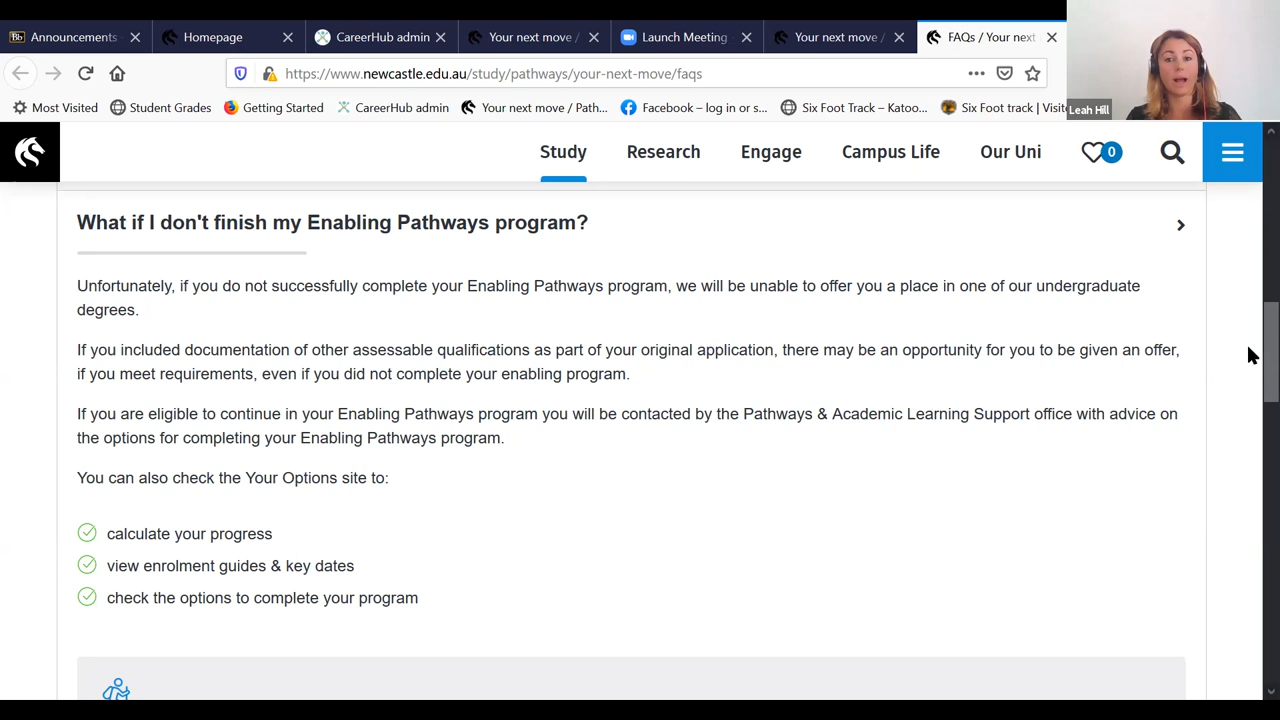 Bb Announcements
Homepage
CareerHub admin
Your next move /
Launch Meeting -
Your next move /
FAQs / Your next
https://www.newcastle.edu.au/study/pathways/your-next-move/faqs
Most Visited
Student Grades
Getting Started
CareerHub admin
Your next move / Path...
Facebook – log in or s...
Six Foot Track – Katoo...
Six Foot track | Visit
Leah Hill
Study
Research
Engage
Campus Life
Our Uni
0
What if I don't finish my Enabling Pathways program?
Unfortunately, if you do not successfully complete your Enabling Pathways program, we will be unable to offer you a place in one of our undergraduate
degrees.
If you included documentation of other assessable qualifications as part of your original application, there may be an opportunity for you to be given an offer,
if you meet requirements, even if you did not complete your enabling program.
If you are eligible to continue in your Enabling Pathways program you will be contacted by the Pathways & Academic Learning Support office with advice on
the options for completing your Enabling Pathways program.
You can also check the Your Options site to:
calculate your progress
view enrolment guides & key dates
check the options to complete your program